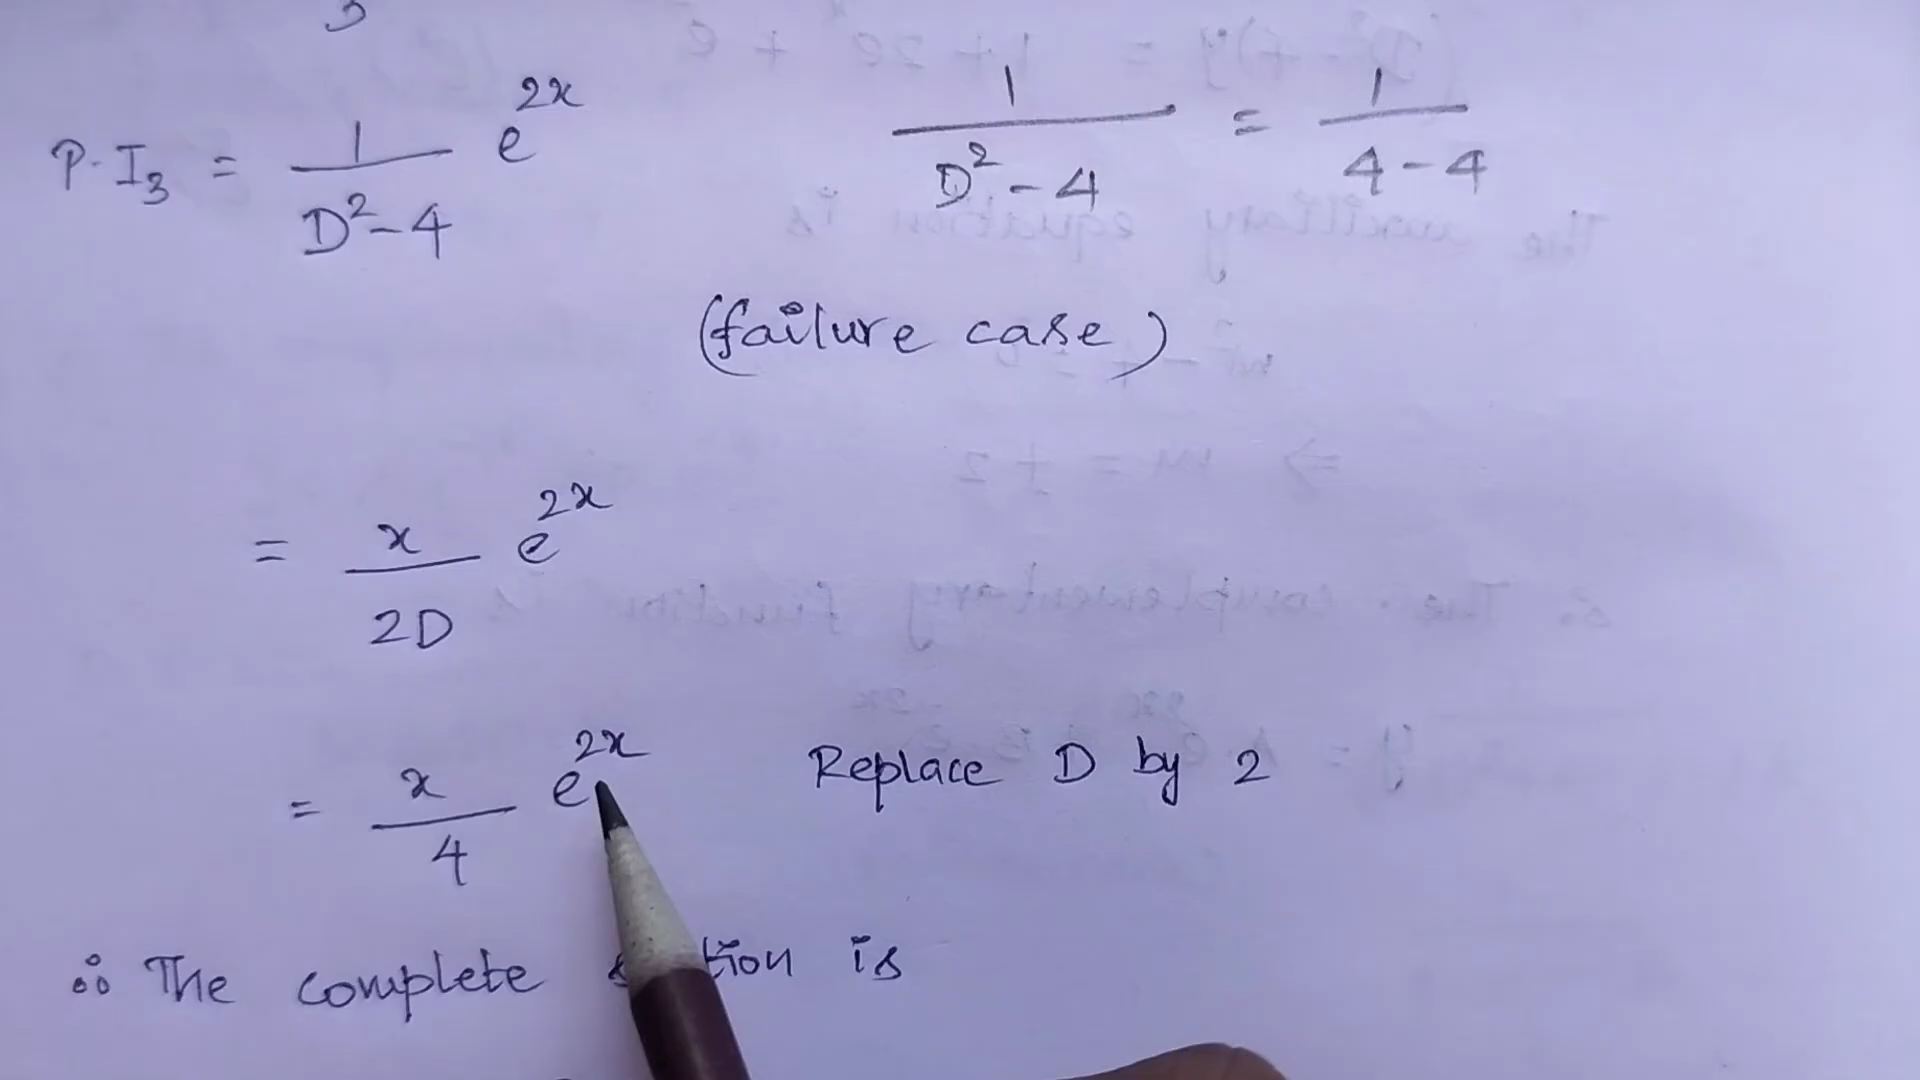 3
P.I₃ = 1/(D²-4) e^(2x)    1/(D²-4) = 1/(4-4)
(failure case)
= x/(2D) e^(2x)
= x/4 e^(2x)    Replace D by 2
∴ The complete is